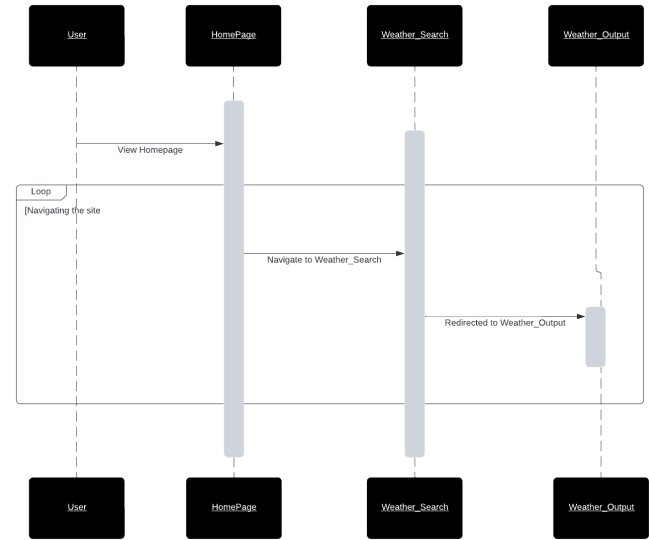 User
HomePage
Weather_Search
Weather_Output
View Homepage
Loop
[Navigating the site
Navigate to Weather_Search
Redirected to Weather_Output
User
HomePage
Weather_Search
Weather_Output